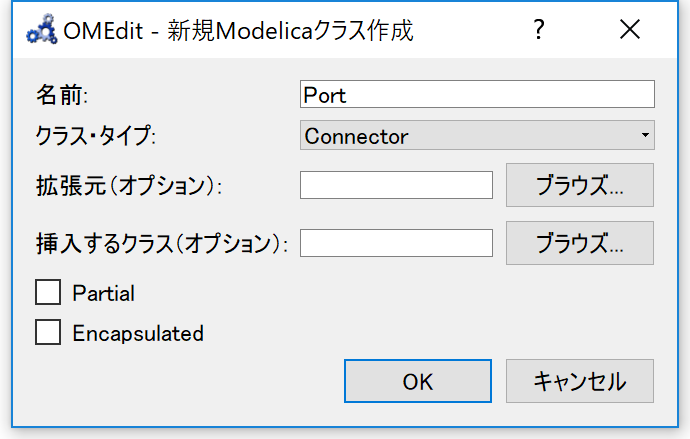 OMEdit - 新規Modelicaクラス作成 ?
名前: Port
クラス・タイプ: Connector
拡張元(オプション): ブラウズ...
挿入するクラス(オプション): ブラウズ...
Partial
Encapsulated
OK キャンセル